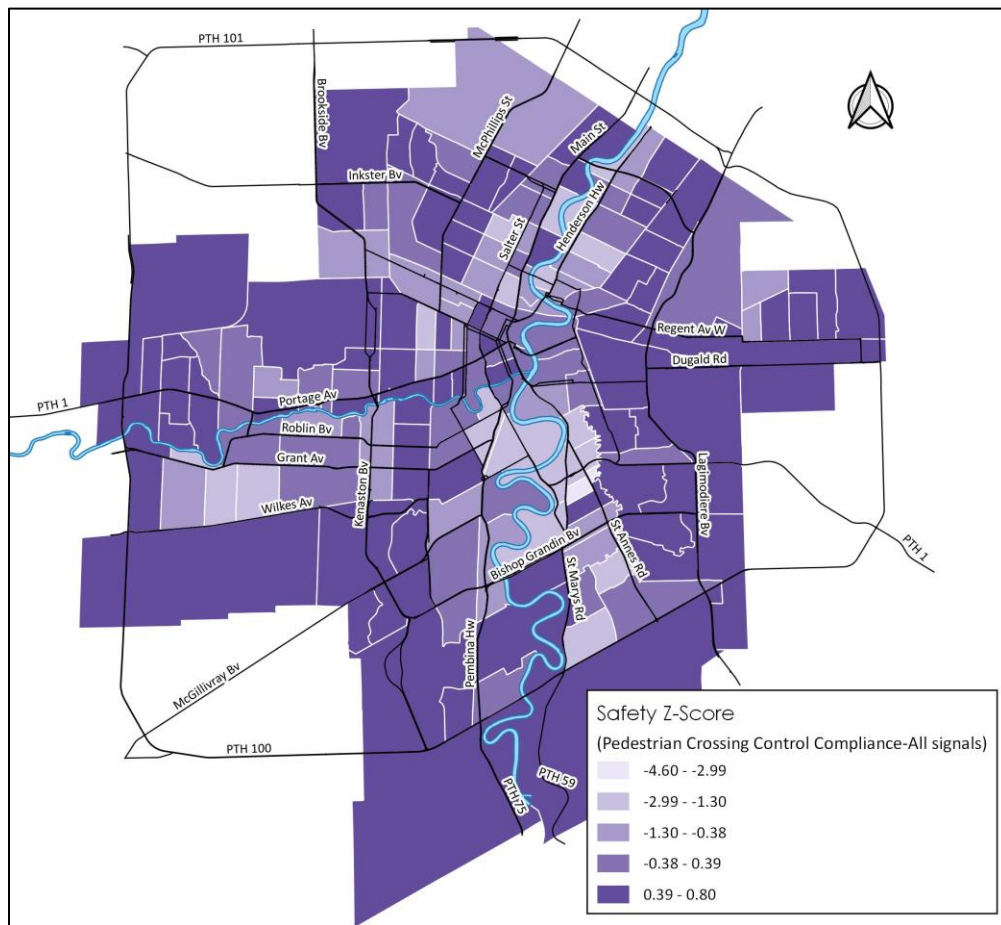 PTH 101
Brookside Bv
McPhillips St
Main St
Inkster Bv
Salter St
Henderson Hw
Regent Av W
Dugald Rd
Portage Av
PTH 1
Roblin Bv
Grant Av
Wilkes Av
Kenaston Bv
Lagimodiere Bv
PTH 1
Bishop Grandin Bv
St Annes Rd
St Marys Rd
Pembina Hw
McGillivray Bv
PTH 100
PTH 59
PTH 75
Safety Z-Score
(Pedestrian Crossing Control Compliance-All signals)
-4.60 - -2.99
-2.99 - -1.30
-1.30 - -0.38
-0.38 - 0.39
0.39 - 0.80